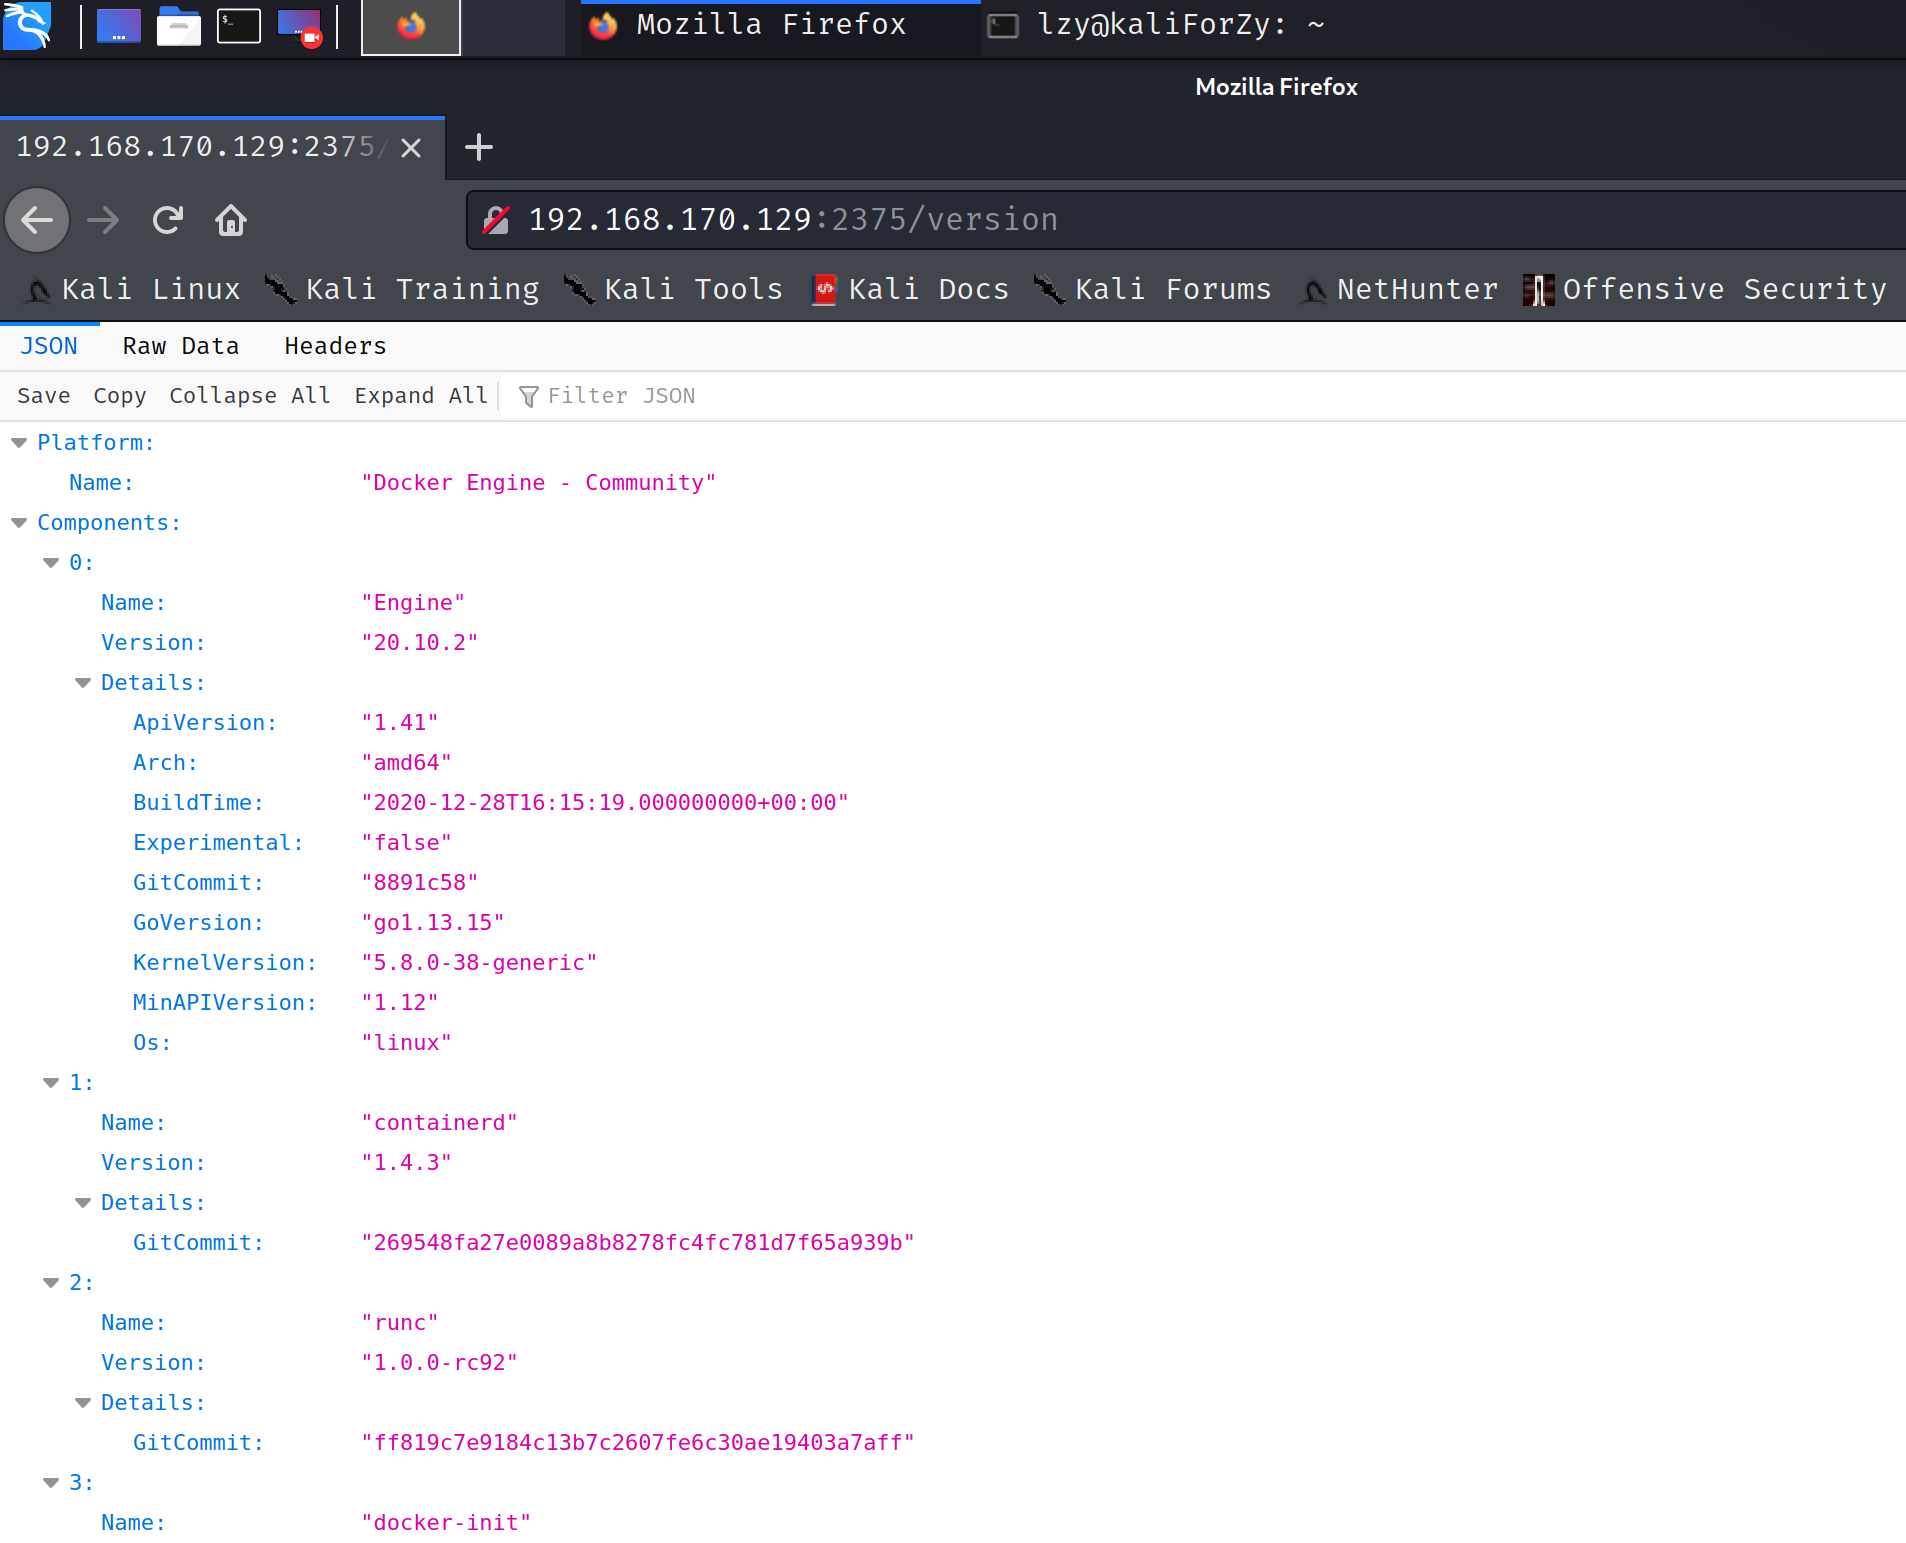 Mozilla Firefox lzy@kaliForZy: ~
Mozilla Firefox
192.168.170.129:2375/
192.168.170.129:2375/version
Kali Linux Kali Training Kali Tools Kali Docs Kali Forums NetHunter Offensive Security
JSON Raw Data Headers
Save Copy Collapse All Expand All Filter JSON
Platform:
Name: "Docker Engine - Community"
Components:
0:
Name: "Engine"
Version: "20.10.2"
Details:
ApiVersion: "1.41"
Arch: "amd64"
BuildTime: "2020-12-28T16:15:19.000000000+00:00"
Experimental: "false"
GitCommit: "8891c58"
GoVersion: "go1.13.15"
KernelVersion: "5.8.0-38-generic"
MinAPIVersion: "1.12"
Os: "linux"
1:
Name: "containerd"
Version: "1.4.3"
Details:
GitCommit: "269548fa27e0089a8b8278fc4fc781d7f65a939b"
2:
Name: "runc"
Version: "1.0.0-rc92"
Details:
GitCommit: "ff819c7e9184c13b7c2607fe6c30ae19403a7aff"
3:
Name: "docker-init"